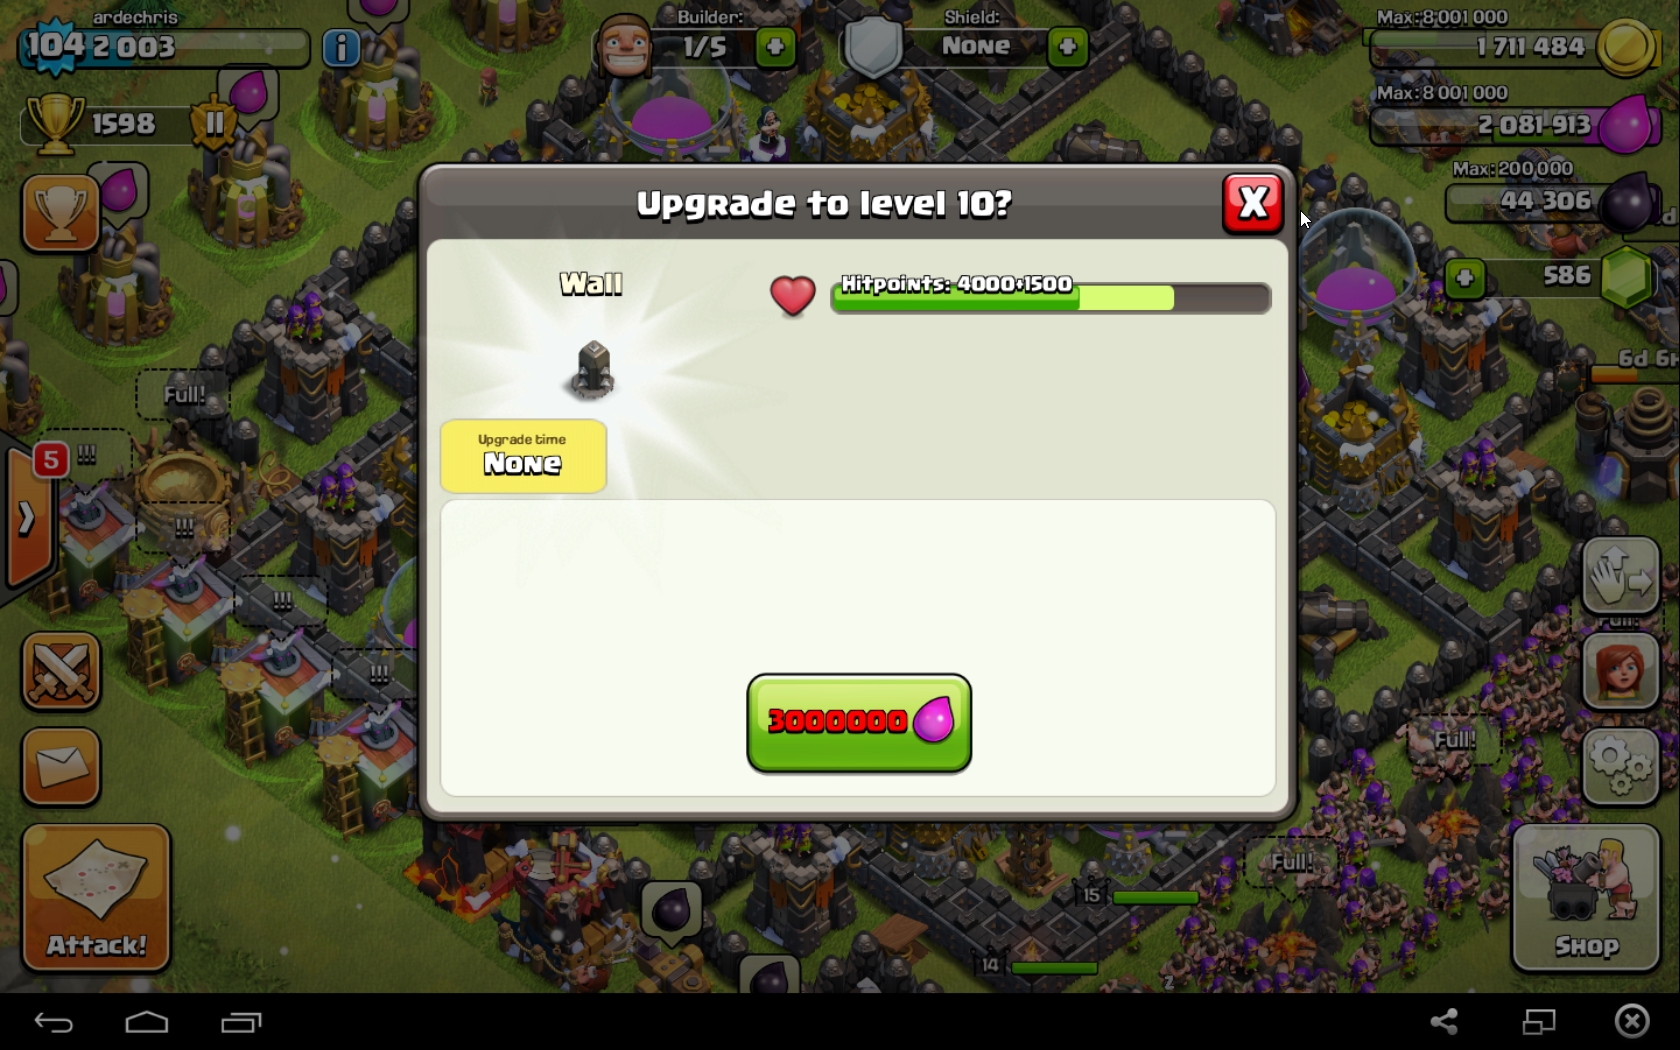 ardechris
104 2 003
i
Builder:
1/5
Shield:
None
Max: 8 001 000
1 711 484
1598
II
Max: 8 001 000
2 081 913
Max: 200 000
44 306
586
Upgrade to level 10?
X
Wall
Hitpoints: 4000+1500
6d 6H
Full!
Upgrade time
None
5
!!!
!!!
!!!
!!!
Full!
3000000
Full!
Full!
15
14
Attack!
Shop